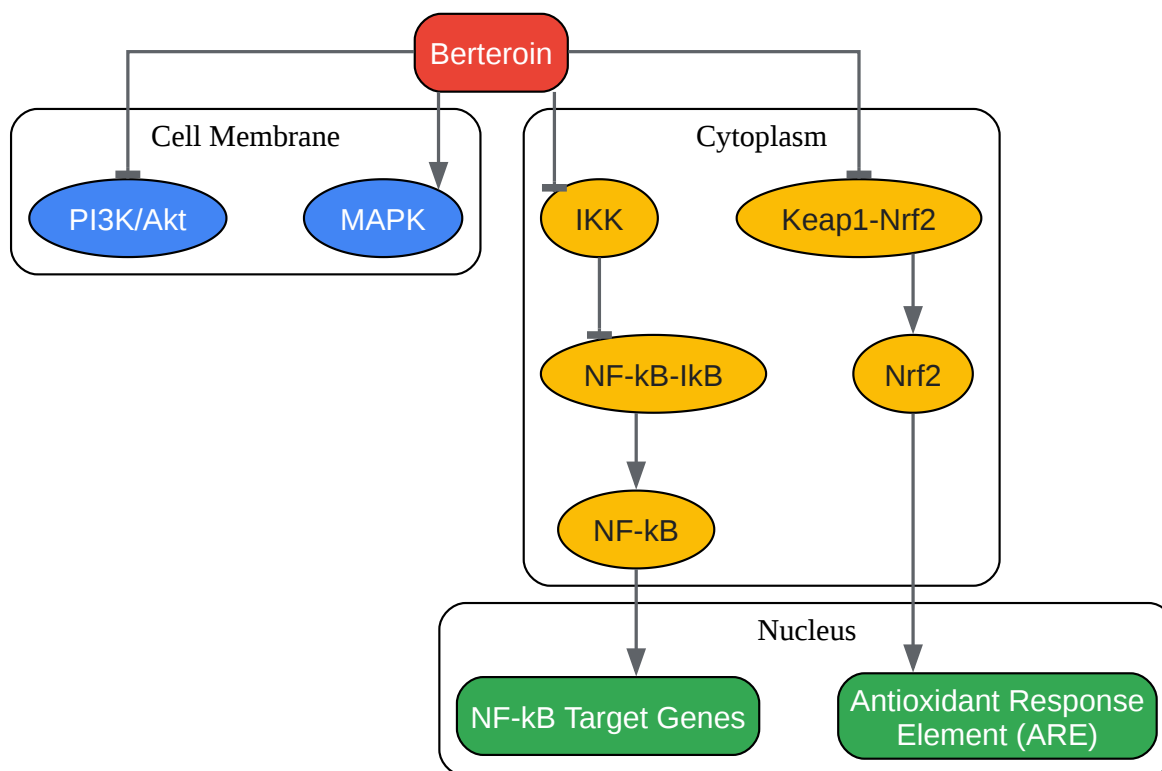 Berteroin
Cell Membrane
Cytoplasm
PI3K/Akt
MAPK
IKK
Keap1-Nrf2
NF-kB-IkB
Nrf2
NF-kB
Nucleus
NF-kB Target Genes
Antioxidant Response
Element (ARE)